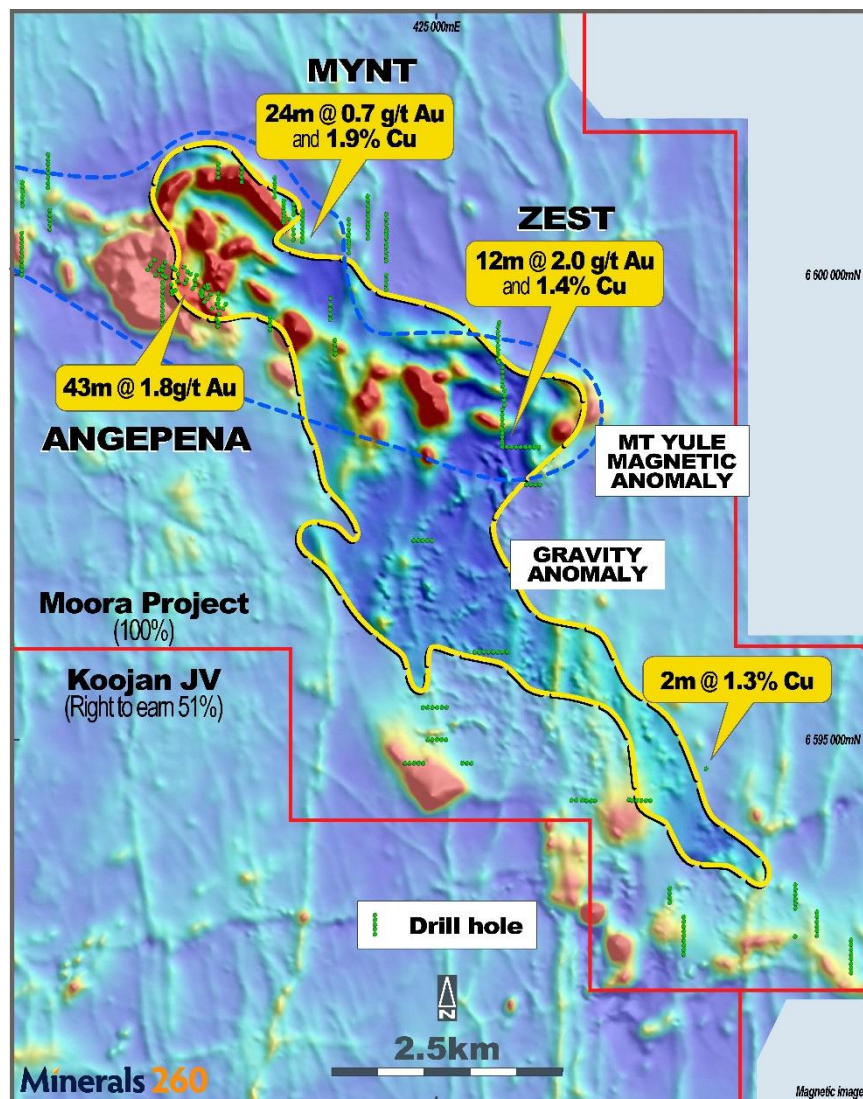 425 000mE
MYNT
24m @ 0.7 g/t Au
and 1.9% Cu
ZEST
12m @ 2.0 g/t Au
and 1.4% Cu
6 600 000mN
43m @ 1.8g/t Au
ANGEPENA
MT YULE
MAGNETIC
ANOMALY
GRAVITY
ANOMALY
Moora Project
(100%)
Koojan JV
(Right to earn 51%)
2m @ 1.3% Cu
6 595 000mN
Drill hole
N
2.5km
Minerals 260
Magnetic image